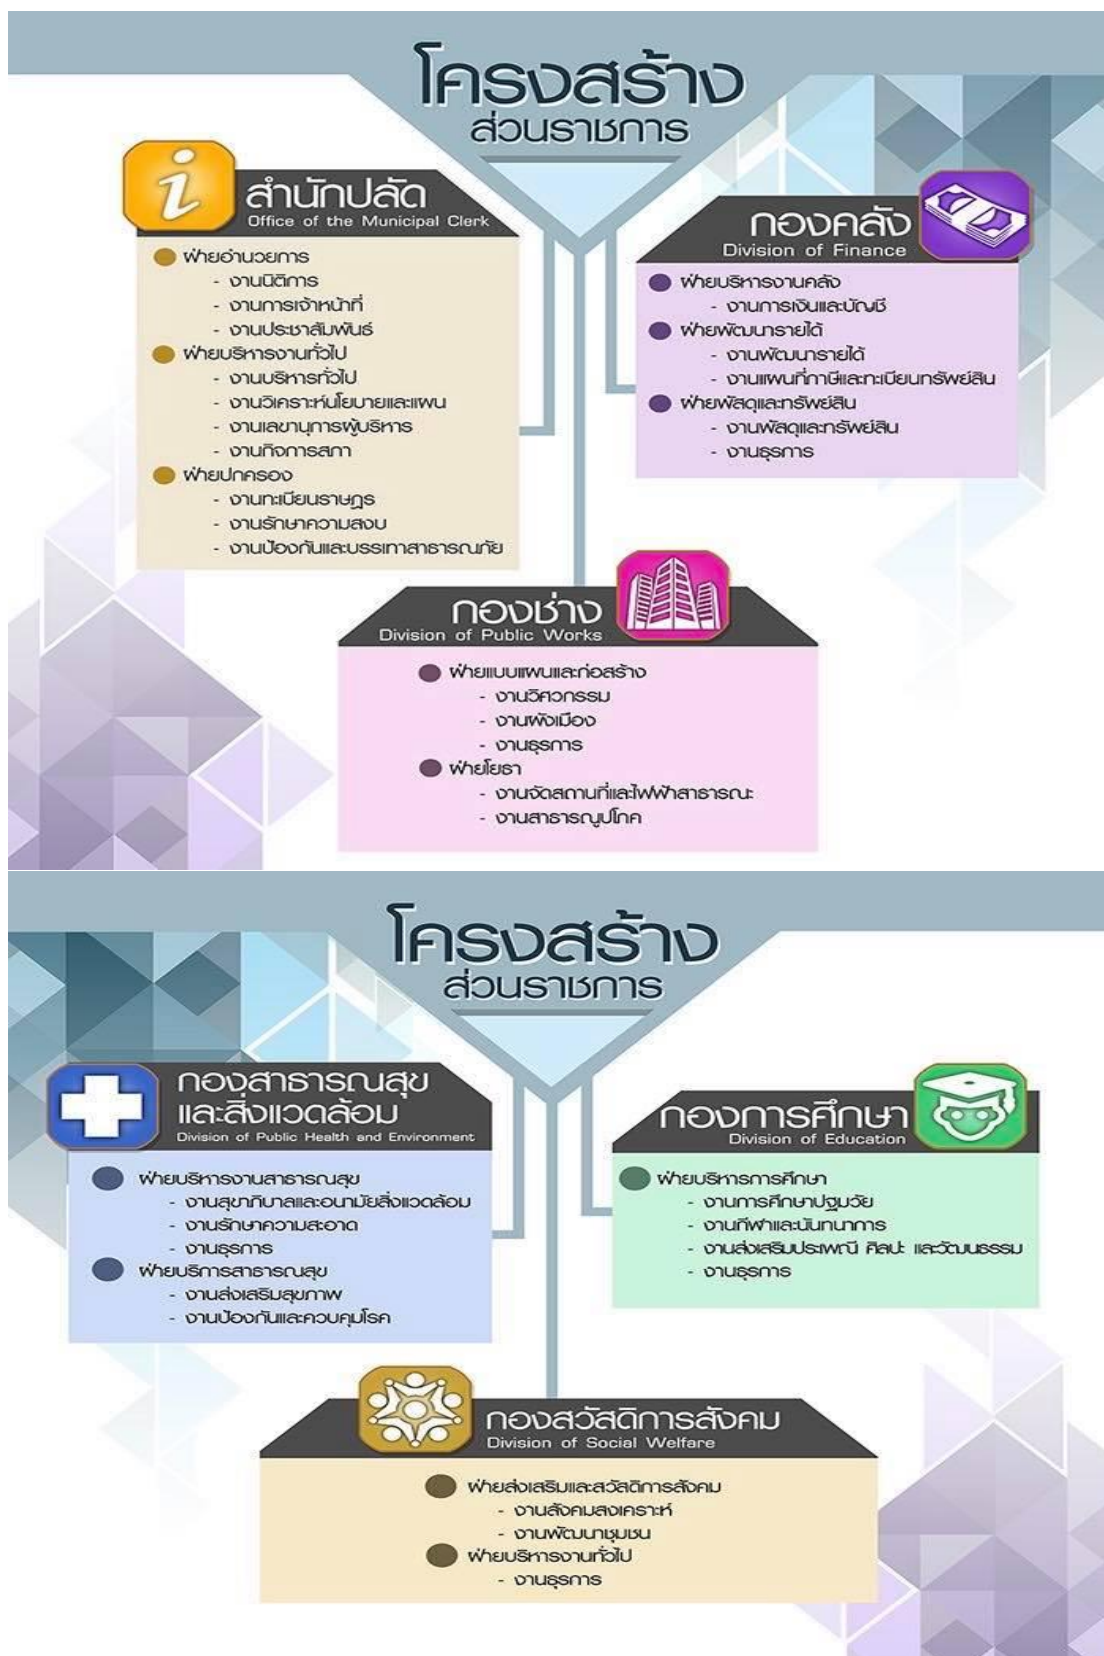 โครงสร้าง
ส่วนราชการ
สำนักปลัด
Office of the Municipal Clerk
ฝ่ายอำนวยการ
- งานนิติการ
- งานการเจ้าหน้าที่
- งานประชาสัมพันธ์
ฝ่ายบริหารงานทั่วไป
- งานบริหารทั่วไป
- งานวิเคราะห์นโยบายและแผน
- งานเลขานุการผู้บริหาร
- งานกิจการสภา
ฝ่ายปกครอง
- งานทะเบียนราษฎร
- งานรักษาความสงบ
- งานป้องกันและบรรเทาสาธารณภัย
กองคลัง
Division of Finance
ฝ่ายบริหารงานคลัง
- งานการเงินและบัญชี
ฝ่ายพัฒนารายได้
- งานพัฒนารายได้
- งานแผนที่ภาษีและทะเบียนทรัพย์สิน
ฝ่ายพัสดุและทรัพย์สิน
- งานพัสดุและทรัพย์สิน
- งานธุรการ
กองช่าง
Division of Public Works
ฝ่ายแบบแผนและก่อสร้าง
- งานวิศวกรรม
- งานผังเมือง
- งานธุรการ
ฝ่ายโยธา
- งานจัดสถานที่และไฟฟ้าสาธารณะ
- งานสาธารณูปโภค
โครงสร้าง
ส่วนราชการ
กองสาธารณสุข
และสิ่งแวดล้อม
Division of Public Health and Environment
ฝ่ายบริหารงานสาธารณสุข
- งานสุขาภิบาลและอนามัยสิ่งแวดล้อม
- งานรักษาความสะอาด
- งานธุรการ
ฝ่ายบริการสาธารณสุข
- งานส่งเสริมสุขภาพ
- งานป้องกันและควบคุมโรค
กองการศึกษา
Division of Education
ฝ่ายบริหารการศึกษา
- งานการศึกษาปฐมวัย
- งานกีฬาและนันทนาการ
- งานส่งเสริมประเพณี ศิลปะ และวัฒนธรรม
- งานธุรการ
กองสวัสดิการสังคม
Division of Social Welfare
ฝ่ายส่งเสริมและสวัสดิการสังคม
- งานสังคมสงเคราะห์
- งานพัฒนาชุมชน
ฝ่ายบริหารงานทั่วไป
- งานธุรการ